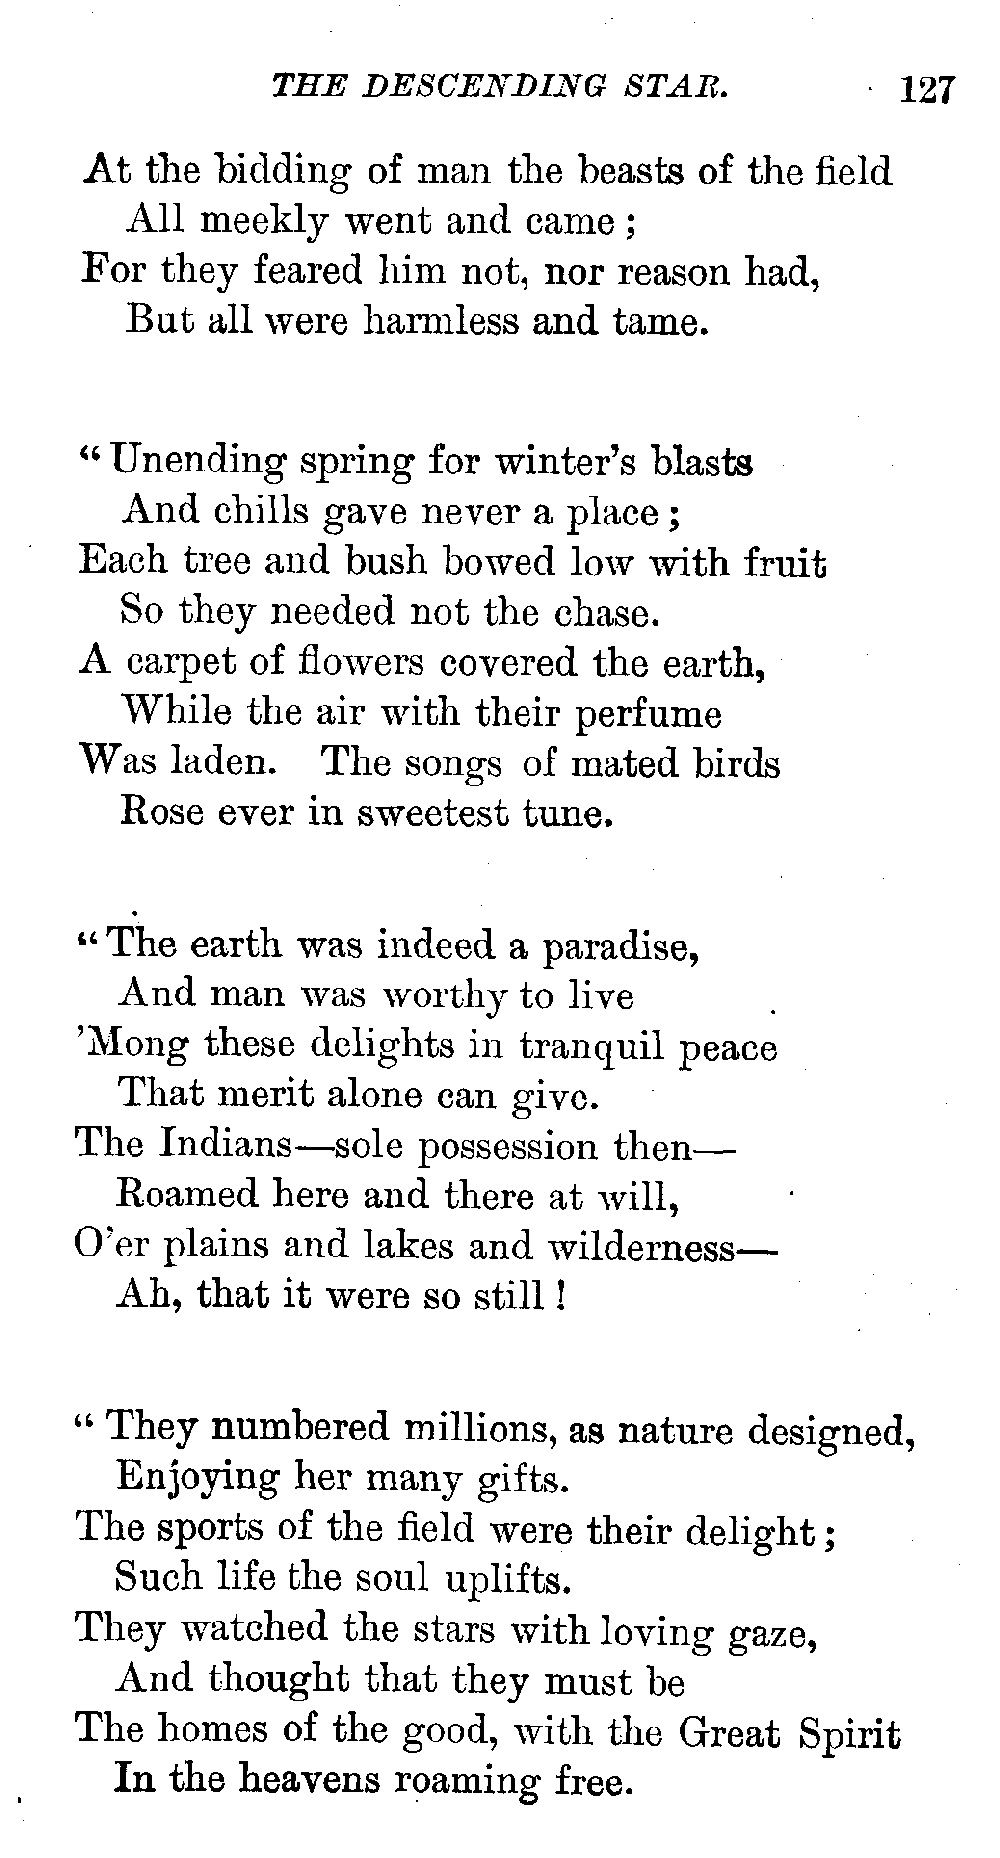 THE DESCENDING STAR. 127
At the bidding of man the beasts of the field
All meekly went and came ;
For they feared him not, nor reason had,
But all were harmless and tame.
“ Unending spring for winter’s blasts
And chills gave never a place ;
Each tree and bush bowed low with fruit
So they needed not the chase.
A carpet of flowers covered the earth,
While the air with their perfume
Was laden. The songs of mated birds
Rose ever in sweetest tune.
“ The earth was indeed a paradise,
And man was worthy to live
’Mong these delights in tranquil peace
That merit alone can give.
The Indians—sole possession then—
Roamed here and there at will,
O’er plains and lakes and wilderness—
Ah, that it were so still !
“ They numbered millions, as nature designed,
Enjoying her many gifts.
The sports of the field were their delight ;
Such life the soul uplifts.
They watched the stars with loving gaze,
And thought that they must be
The homes of the good, with the Great Spirit
In the heavens roaming free.